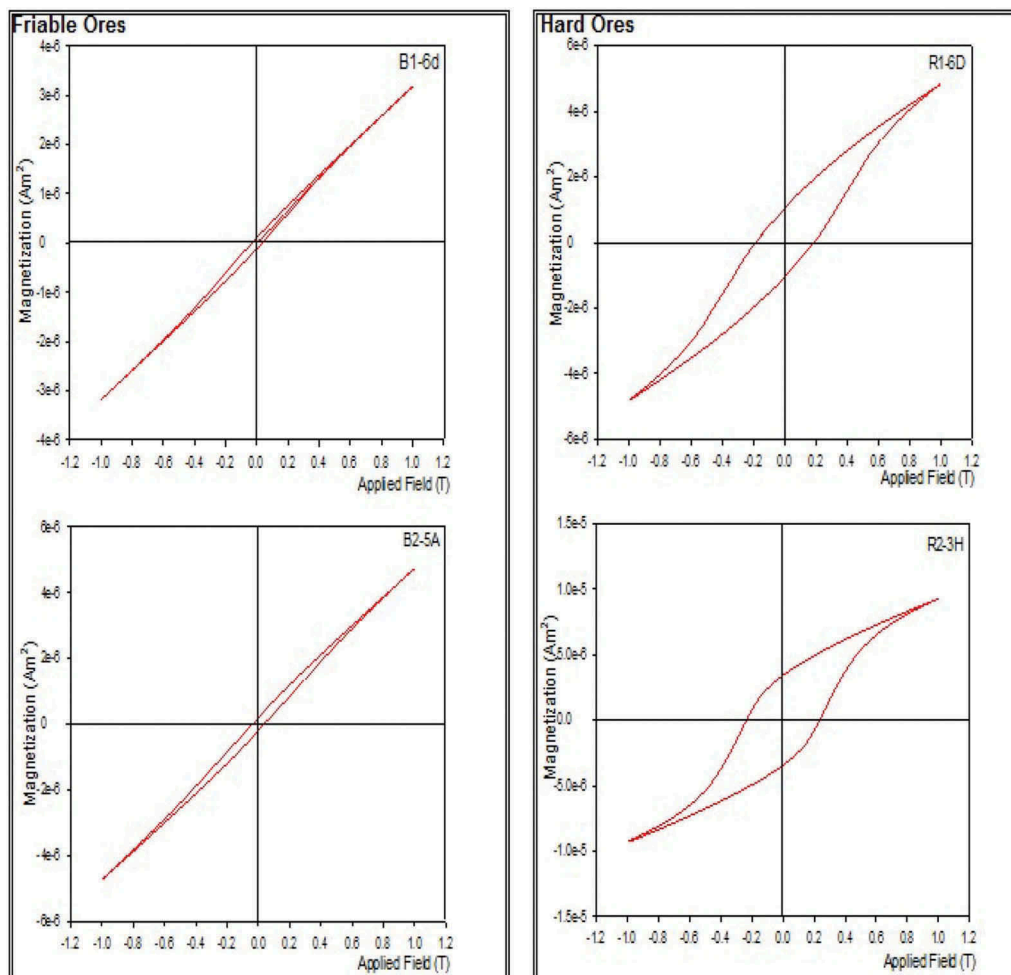 Friable Ores
B1-6d
Magnetization (Am²)
4e-6
3e-6
2e-6
1e-6
0
-1e-6
-2e-6
-3e-6
-4e-6
-1.2 -1.0 -0.8 -0.6 -0.4 -0.2 0.0 0.2 0.4 0.6 0.8 1.0 1.2
Applied Field (T)
B2-5A
Magnetization (Am²)
6e-6
4e-6
2e-6
0
-2e-6
-4e-6
-6e-6
-1.2 -1.0 -0.8 -0.6 -0.4 -0.2 0.0 0.2 0.4 0.6 0.8 1.0 1.2
Applied Field (T)
Hard Ores
R1-6D
Magnetization (Am²)
6e-6
4e-6
2e-6
0
-2e-6
-4e-6
-6e-6
-1.2 -1.0 -0.8 -0.6 -0.4 -0.2 0.0 0.2 0.4 0.6 0.8 1.0 1.2
Applied Field (T)
R2-3H
Magnetization (Am²)
1.5e-5
1.0e-5
5.0e-6
0.0
-5.0e-6
-1.0e-5
-1.5e-5
-1.2 -1.0 -0.8 -0.6 -0.4 -0.2 0.0 0.2 0.4 0.6 0.8 1.0 1.2
Applied Field (T)